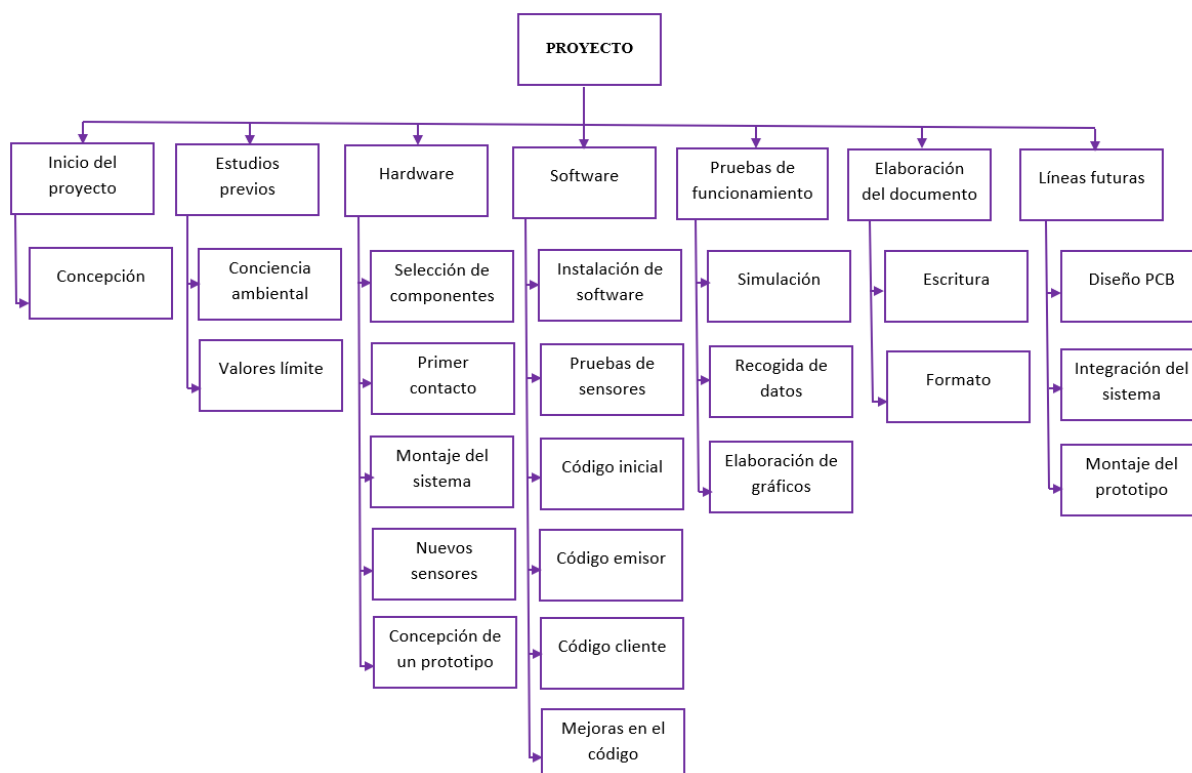 PROYECTO
Inicio del
proyecto
Concepción
Estudios
previos
Conciencia
ambiental
Valores límite
Hardware
Selección de
componentes
Primer
contacto
Montaje del
sistema
Nuevos
sensores
Concepción de
un prototipo
Software
Instalación de
software
Pruebas de
sensores
Código inicial
Código emisor
Código cliente
Mejoras en el
código
Pruebas de
funcionamiento
Simulación
Recogida de
datos
Elaboración de
gráficos
Elaboración
del documento
Escritura
Formato
Líneas futuras
Diseño PCB
Integración del
sistema
Montaje del
prototipo